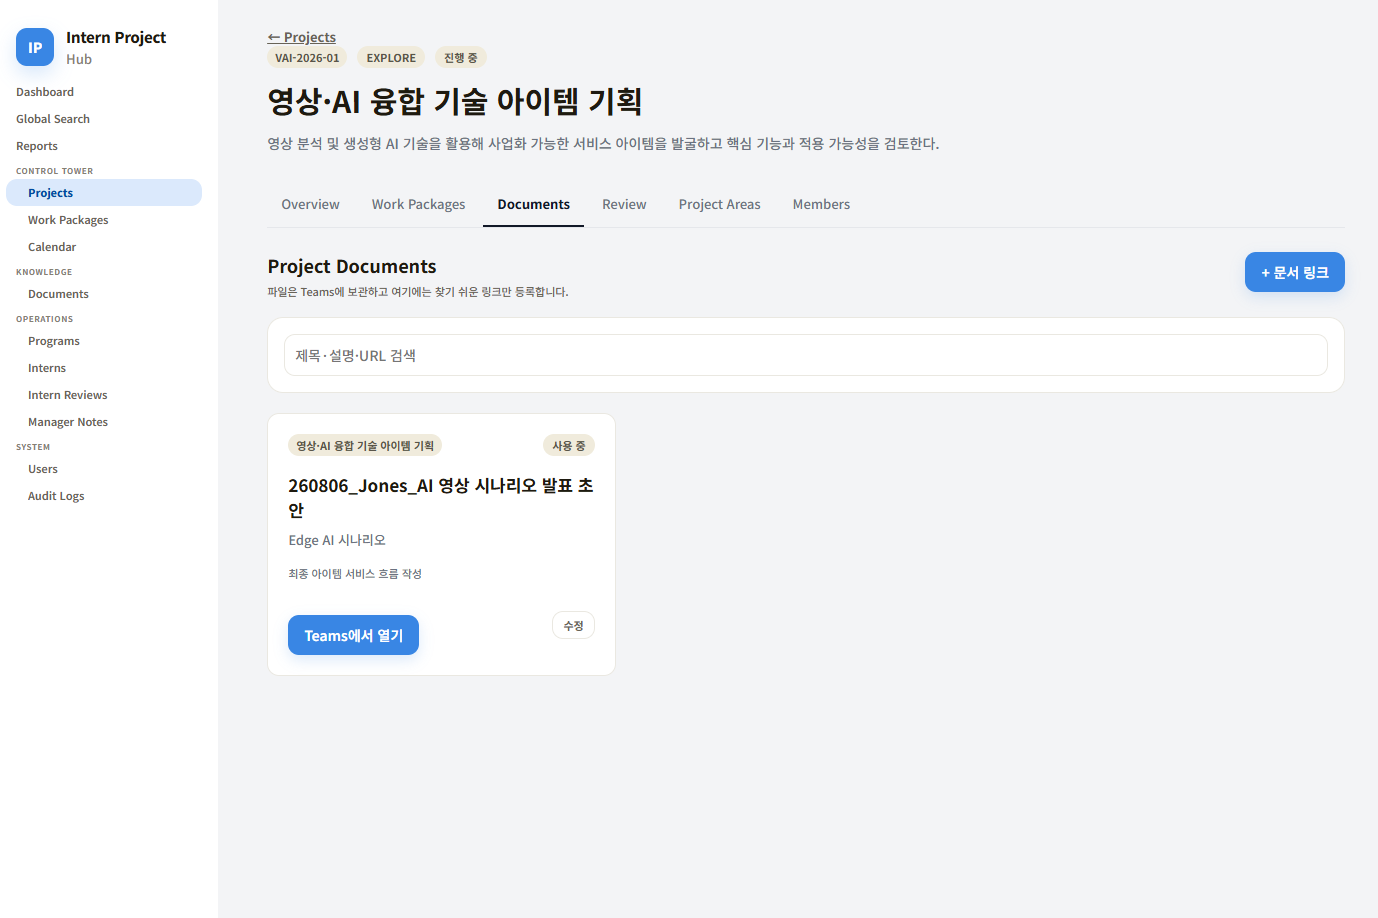 IP
Intern Project
Hub
Dashboard
Global Search
Reports
CONTROL TOWER
Projects
Work Packages
Calendar
KNOWLEDGE
Documents
OPERATIONS
Programs
Interns
Intern Reviews
Manager Notes
SYSTEM
Users
Audit Logs
← Projects
VAI-2026-01 EXPLORE 진행 중
영상·AI 융합 기술 아이템 기획
영상 분석 및 생성형 AI 기술을 활용해 사업화 가능한 서비스 아이템을 발굴하고 핵심 기능과 적용 가능성을 검토한다.
Overview Work Packages Documents Review Project Areas Members
Project Documents
파일은 Teams에 보관하고 여기에는 찾기 쉬운 링크만 등록합니다.
+ 문서 링크
제목·설명·URL 검색
영상·AI 융합 기술 아이템 기획 사용 중
260806_Jones_AI 영상 시나리오 발표 초
안
Edge AI 시나리오
최종 아이템 서비스 흐름 작성
Teams에서 열기 수정